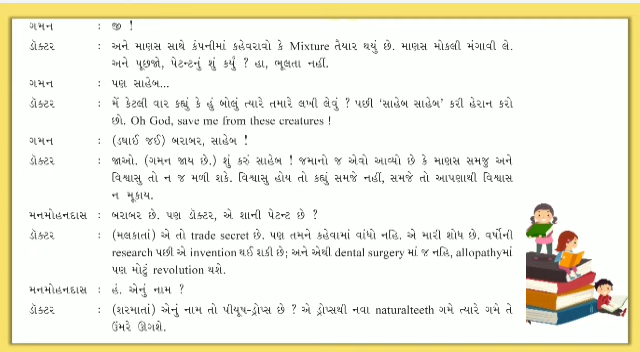 ગમન : જી !
ડૉક્ટર : અને માણસ સાથે કંપનીમાં કહેવરાવો કે Mixture તૈયાર થયું છે. માણસ મોકલી મંગાવી લે.
અને પૂછજો, પેટન્ટનું શું કર્યું ? હા, ભૂલતા નહીં.
ગમન : પણ સાહેબ...
ડૉક્ટર : મેં કેટલી વાર કહ્યું કે હું બોલું ત્યારે તમારે લખી લેવું ? પછી ‘સાહેબ સાહેબ’ કરી હેરાન કરો
છો. Oh God, save me from these creatures !
ગમન : (ડઘાઈ જઈ) બરાબર, સાહેબ !
ડૉક્ટર : જાઓ. (ગમન જાય છે.) શું કરું સાહેબ ! જમાનો જ એવો આવ્યો છે કે માણસ સમજુ અને
વિશ્વાસુ તો ન જ મળી શકે. વિશ્વાસુ હોય તો કહ્યું સમજે નહીં, સમજે તો આપણાથી વિશ્વાસ
ન મૂકાય.
મનમોહનદાસ : બરાબર છે. પણ ડૉક્ટર, એ શાની પેટન્ટ છે ?
ડૉક્ટર : (મલકાતાં) એ તો trade secret છે. પણ તમને કહેવામાં વાંધો નહિ. એ મારી શોધ છે. વર્ષોની
research પછી એ invention થઈ શકી છે; અને એથી dental surgery માં જ નહિ, allopathyમાં
પણ મોટું revolution થશે.
મનમોહનદાસ : હં. એનું નામ ?
ડૉક્ટર : (શરમાતાં) એનું નામ તો પીયૂષ-ડ્રોપ્સ છે ? એ ડ્રોપ્સથી નવા naturalteeth ગમે ત્યારે ગમે તે
ઉંમરે ઊગશે.